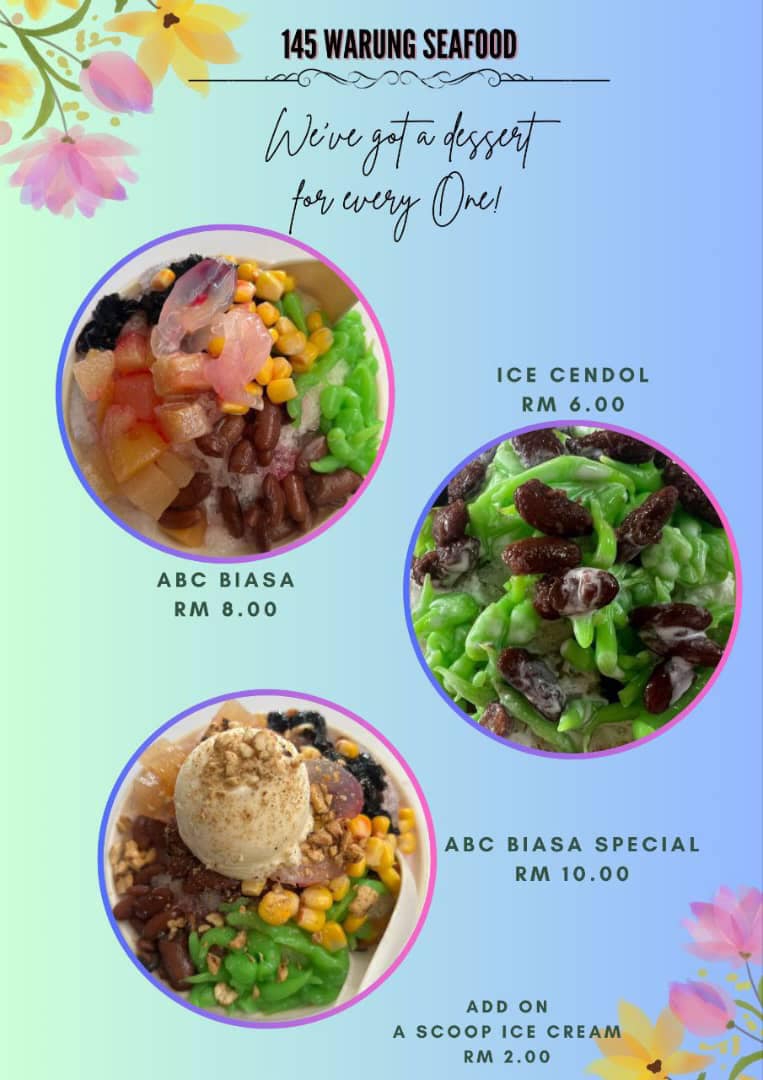 145 WARUNG SEAFOOD
We've got a dessert
for every One!
ICE CENDOL
RM 6.00
ABC BIASA
RM 8.00
ABC BIASA SPECIAL
RM 10.00
ADD ON
A SCOOP ICE CREAM
RM 2.00